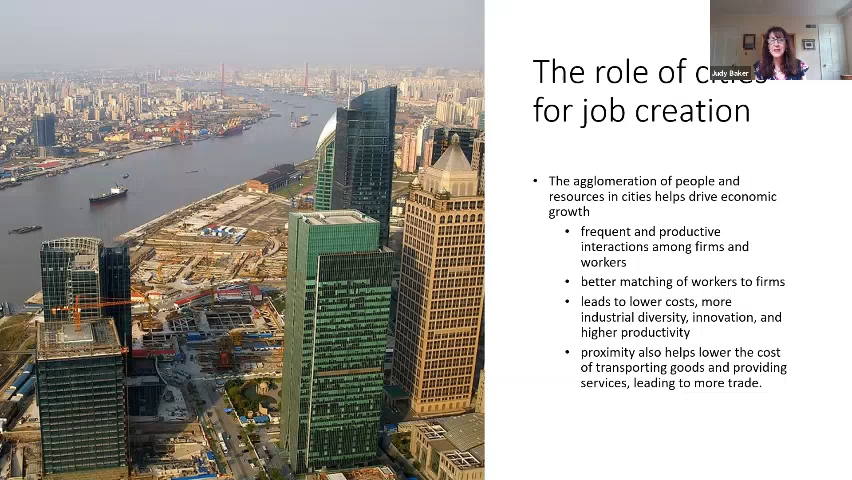 Judy Baker
The role of cities
for job creation
• The agglomeration of people and
resources in cities helps drive economic
growth
• frequent and productive
interactions among firms and
workers
• better matching of workers to firms
• leads to lower costs, more
industrial diversity, innovation, and
higher productivity
• proximity also helps lower the cost
of transporting goods and providing
services, leading to more trade.